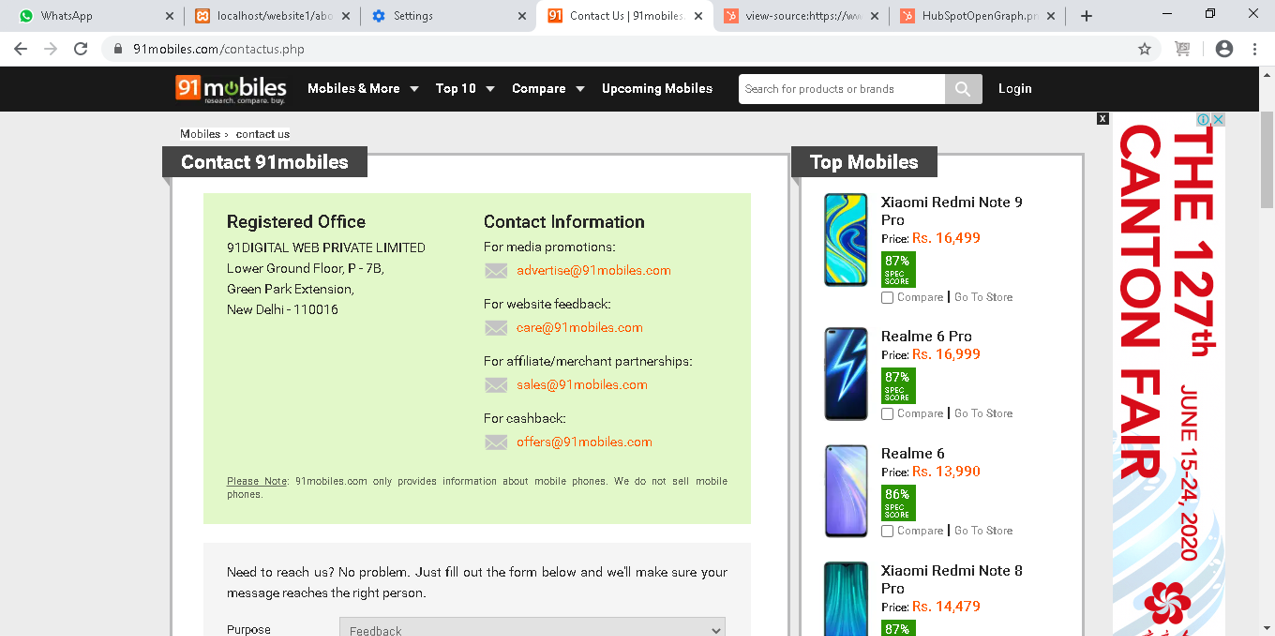 WhatsApp
localhost/website1/abo
Settings
Contact Us | 91mobiles.
view-source:https://ww
HubSpotOpenGraph.pn
91mobiles.com/contactus.php
91mobiles
research. compare. buy.
Mobiles & More
Top 10
Compare
Upcoming Mobiles
Search for products or brands
Login
Mobiles › contact us
Contact 91mobiles
Registered Office
91DIGITAL WEB PRIVATE LIMITED
Lower Ground Floor, P - 7B,
Green Park Extension,
New Delhi - 110016
Contact Information
For media promotions:
advertise@91mobiles.com
For website feedback:
care@91mobiles.com
For affiliate/merchant partnerships:
sales@91mobiles.com
For cashback:
offers@91mobiles.com
Please Note: 91mobiles.com only provides information about mobile phones. We do not sell mobile
phones.
Need to reach us? No problem. Just fill out the form below and we'll make sure your
message reaches the right person.
Purpose
Feedback
Top Mobiles
Xiaomi Redmi Note 9
Pro
Price: Rs. 16,499
87%
SPEC
SCORE
Compare | Go To Store
Realme 6 Pro
Price: Rs. 16,999
87%
SPEC
SCORE
Compare | Go To Store
Realme 6
Price: Rs. 13,990
86%
SPEC
SCORE
Compare | Go To Store
Xiaomi Redmi Note 8
Pro
Price: Rs. 14,479
87%
X
THE 127th
CANTON FAIR
JUNE 15-24, 2020